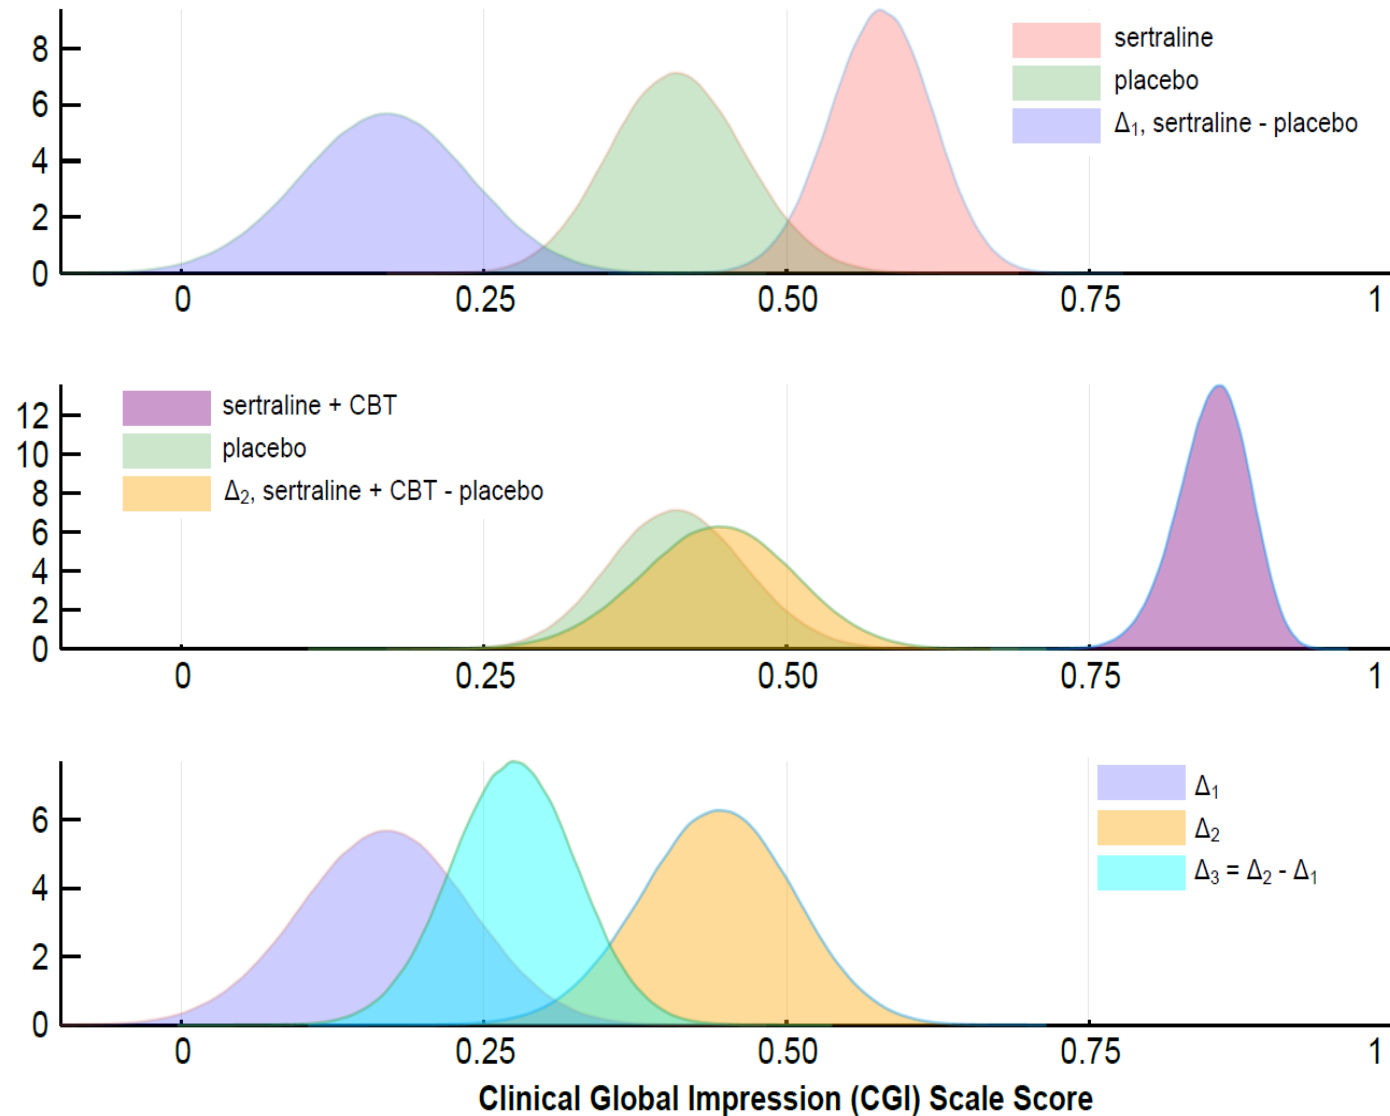 8
6
4
2
0
sertraline
placebo
Δ₁, sertraline - placebo
0 0.25 0.50 0.75 1
12
10
8
6
4
2
0
sertraline + CBT
placebo
Δ₂, sertraline + CBT - placebo
0 0.25 0.50 0.75 1
6
4
2
0
Δ₁
Δ₂
Δ₃ = Δ₂ - Δ₁
0 0.25 0.50 0.75 1
Clinical Global Impression (CGI) Scale Score